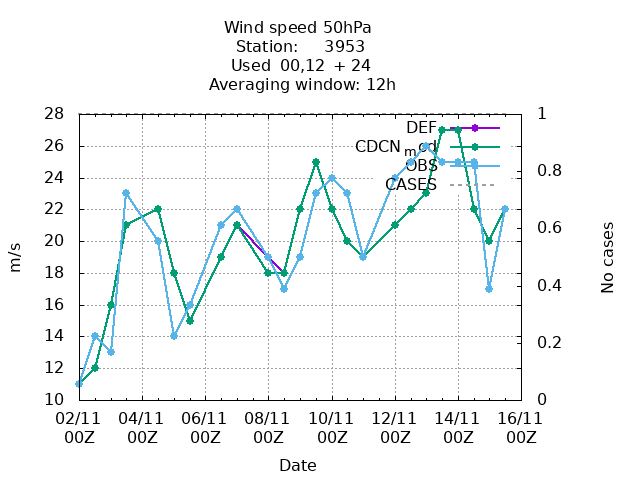 Wind speed 50hPa
Station: 3953
Used 00,12 + 24
Averaging window: 12h
28 1
DEF
26
CDCN mod
OBS
24 0.8
CASES
22
0.6
20
18
0.4
16
14
0.2
12
10 0
m/s
No cases
02/11 04/11 06/11 08/11 10/11 12/11 14/11 16/11
00Z 00Z 00Z 00Z 00Z 00Z 00Z 00Z
Date